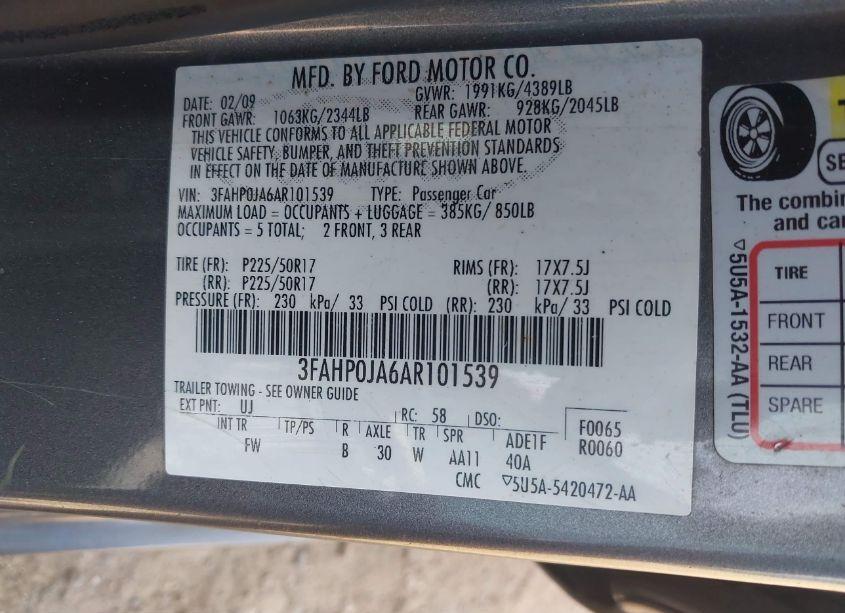 MFD. BY FORD MOTOR CO.
DATE: 02/09 GVWR: 1991KG/4389LB
FRONT GAWR: 1063KG/2344LB REAR GAWR: 928KG/2045LB
THIS VEHICLE CONFORMS TO ALL APPLICABLE FEDERAL MOTOR
VEHICLE SAFETY, BUMPER, AND THEFT PREVENTION STANDARDS
IN EFFECT ON THE DATE OF MANUFACTURE SHOWN ABOVE.
VIN: 3FAHP0JA6AR101539 TYPE: Passenger Car
MAXIMUM LOAD = OCCUPANTS + LUGGAGE = 385KG/ 850LB
OCCUPANTS = 5 TOTAL; 2 FRONT, 3 REAR
TIRE (FR): P225/50R17 RIMS (FR): 17X7.5J
(RR): P225/50R17 (RR): 17X7.5J
PRESSURE (FR): 230 kPa/ 33 PSI COLD (RR): 230 kPa/ 33 PSI COLD
3FAHP0JA6AR101539
TRAILER TOWING - SEE OWNER GUIDE
EXT PNT: UJ RC: 58 DSO: F0065
INT TR TP/PS R AXLE TR SPR ADE1F R0060
FW B 30 W AA11 40A
CMC ▽5U5A-5420472-AA
The combin
and ca
TIRE
FRONT
REAR
SPARE
▽5U5A-1532-AA (TLU)